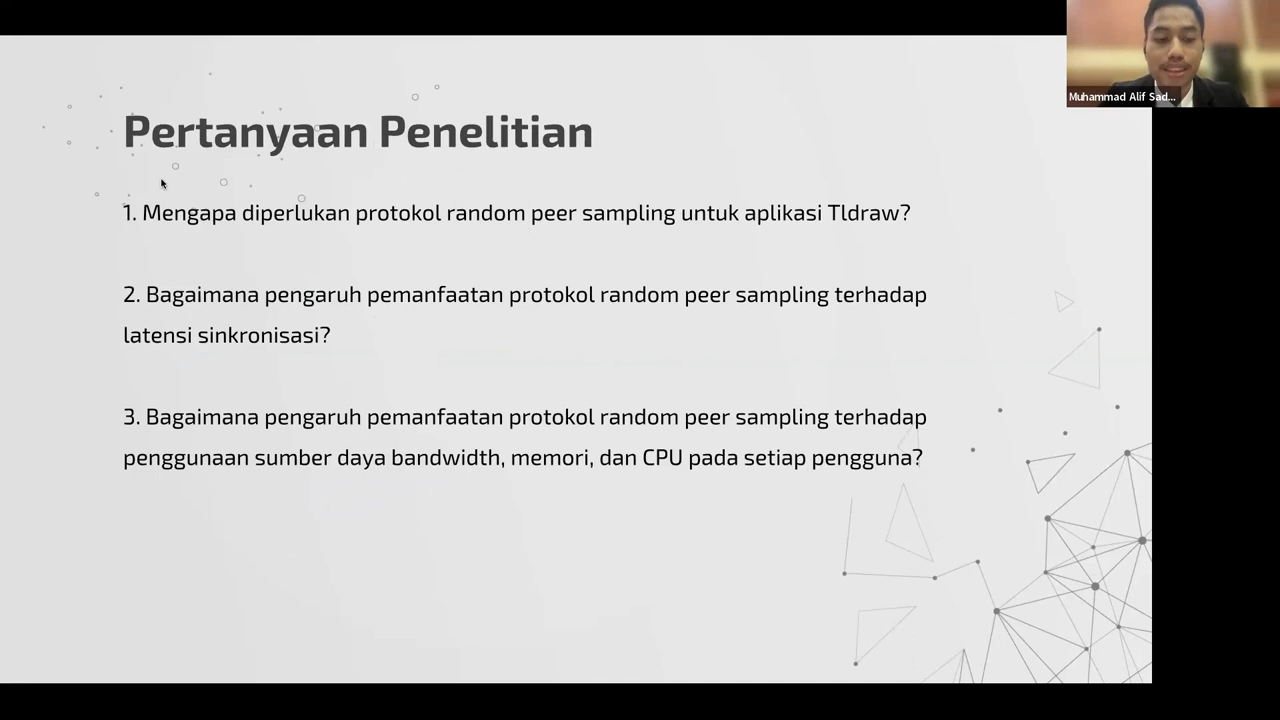 Pertanyaan Penelitian
1. Mengapa diperlukan protokol random peer sampling untuk aplikasi Tldraw?
2. Bagaimana pengaruh pemanfaatan protokol random peer sampling terhadap
latensi sinkronisasi?
3. Bagaimana pengaruh pemanfaatan protokol random peer sampling terhadap
penggunaan sumber daya bandwidth, memori, dan CPU pada setiap pengguna?
Muhammad Alif Sad...